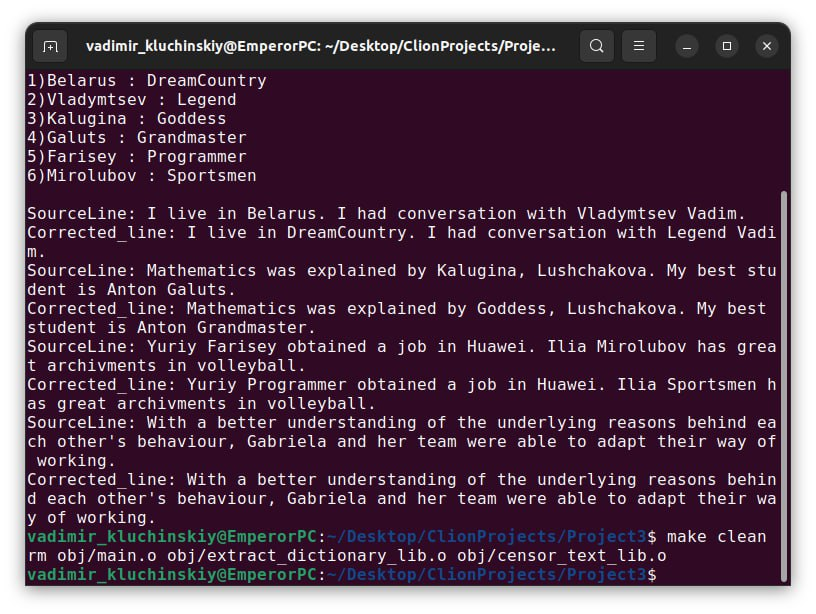 vadimir_kluchinskiy@EmperorPC: ~/Desktop/ClionProjects/Proje...
1)Belarus : DreamCountry
2)Vladymtsev : Legend
3)Kalugina : Goddess
4)Galuts : Grandmaster
5)Farisey : Programmer
6)Mirolubov : Sportsmen
SourceLine: I live in Belarus. I had conversation with Vladymtsev Vadim.
Corrected_line: I live in DreamCountry. I had conversation with Legend Vadi
m.
SourceLine: Mathematics was explained by Kalugina, Lushchakova. My best stu
dent is Anton Galuts.
Corrected_line: Mathematics was explained by Goddess, Lushchakova. My best
student is Anton Grandmaster.
SourceLine: Yuriy Farisey obtained a job in Huawei. Ilia Mirolubov has grea
t archivments in volleyball.
Corrected_line: Yuriy Programmer obtained a job in Huawei. Ilia Sportsmen h
as great archivments in volleyball.
SourceLine: With a better understanding of the underlying reasons behind ea
ch other's behaviour, Gabriela and her team were able to adapt their way of
 working.
Corrected_line: With a better understanding of the underlying reasons behin
d each other's behaviour, Gabriela and her team were able to adapt their wa
y of working.
vadimir_kluchinskiy@EmperorPC:~/Desktop/ClionProjects/Project3$ make clean
rm obj/main.o obj/extract_dictionary_lib.o obj/censor_text_lib.o
vadimir_kluchinskiy@EmperorPC:~/Desktop/ClionProjects/Project3$